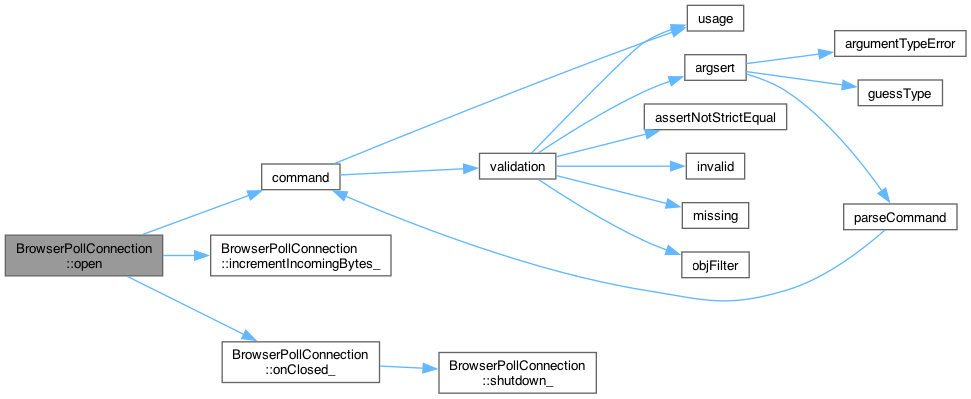 usage
argumentTypeError
argsert
guessType
assertNotStrictEqual
validation
invalid
command
missing
parseCommand
BrowserPollConnection
::open
BrowserPollConnection
::incrementIncomingBytes_
objFilter
BrowserPollConnection
::onClosed_
BrowserPollConnection
::shutdown_